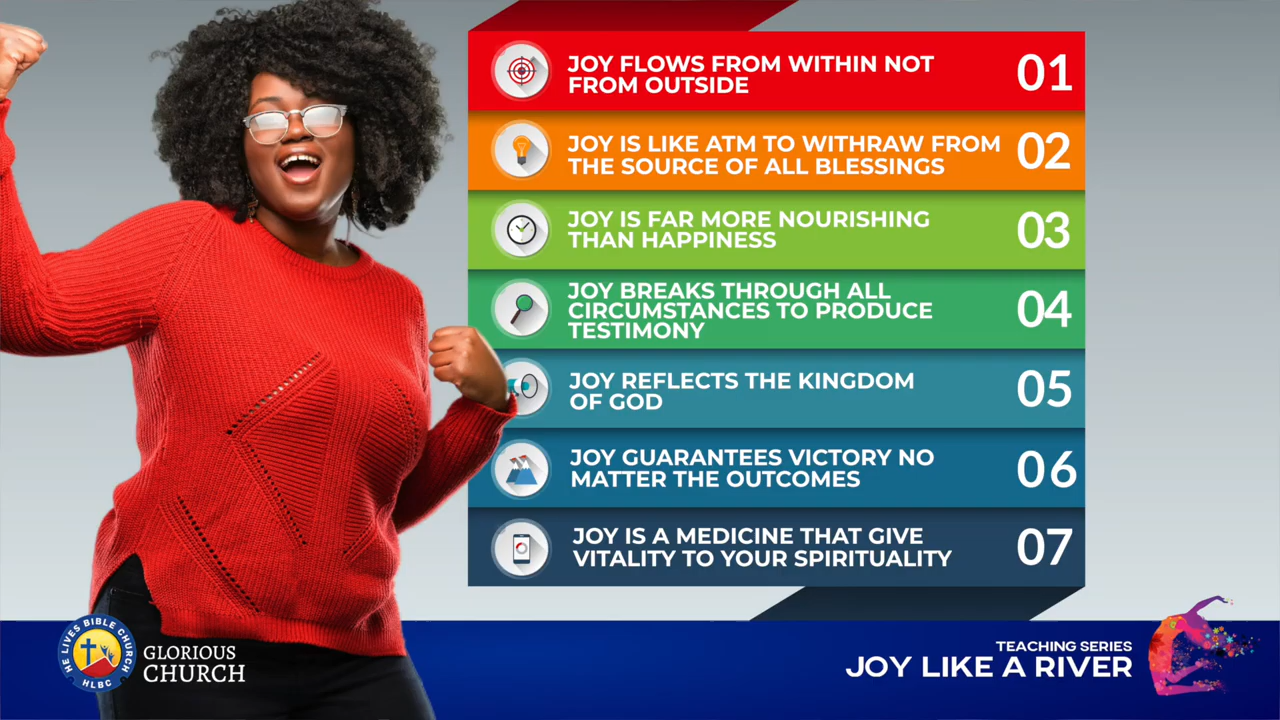 JOY FLOWS FROM WITHIN NOT
FROM OUTSIDE
01
JOY IS LIKE ATM TO WITHRAW FROM
THE SOURCE OF ALL BLESSINGS
02
JOY IS FAR MORE NOURISHING
THAN HAPPINESS
03
JOY BREAKS THROUGH ALL
CIRCUMSTANCES TO PRODUCE
TESTIMONY
04
JOY REFLECTS THE KINGDOM
OF GOD
05
JOY GUARANTEES VICTORY NO
MATTER THE OUTCOMES
06
JOY IS A MEDICINE THAT GIVE
VITALITY TO YOUR SPIRITUALITY
07
HE LIVES BIBLE CHURCH
HLBC
GLORIOUS
CHURCH
TEACHING SERIES
JOY LIKE A RIVER